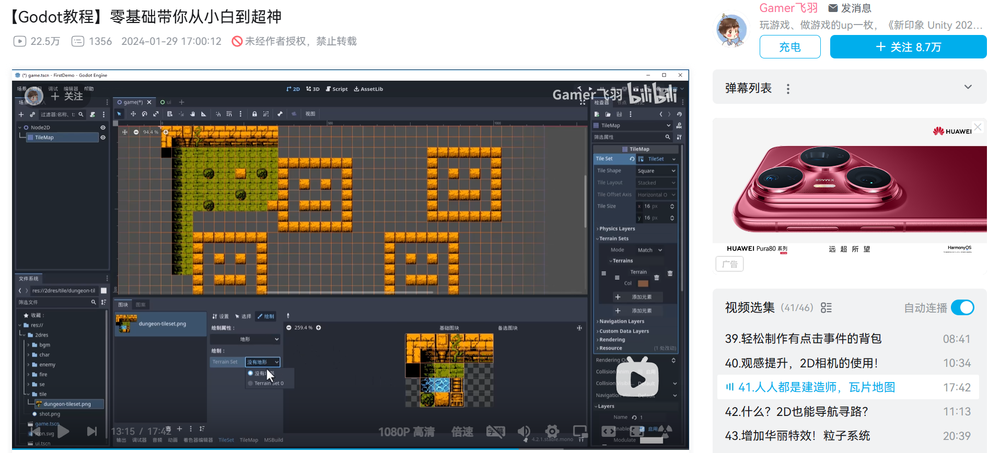 【Godot教程】零基础带你从小白到超神
22.5万 1356 2024-01-29 17:00:12 未经作者授权，禁止转载
Gamer飞羽 发消息
玩游戏、做游戏的up一枚，《新印象 Unity 202...
充电 + 关注 8.7万
(*) game.tscn - FirstDemo - Godot Engine
场景 项目 调试 编辑器 帮助
+ 关注
2D 3D Script AssetLib
Gamer飞羽 bilibili
game(*) ui
检查器 节点
过滤器:名称、t:
视图
Node2D
TileMap
94.4 %
500
1000
TileMap
筛选属性
TileMap
Tile Set TileSet
Tile Shape Square
Tile Layout Stacked
Tile Offset Axis Horizontal O
Tile Size x 16 px
y 16 px
Physics Layers
Terrain Sets
Mode Match
Terrains
Terrain
Col
添加元素
添加元素
Navigation Layers
Custom Data Layers
Rendering
Resource (1 处改动)
Collision Default
Navigation Default
Layers
Name 1
Enabled 启用
Modulate
文件系统
res://2dres/tile/dungeon-til
筛选文件
收藏：
res://
2dres
bgm
char
enemy
fire
se
tile
dungeon-tileset.png
shot.png
game.tscn
icon.svg
ui.tscn
图块 图案
dungeon-tileset.png
设置 选择 绘制
绘制属性：
地形
绘制：
Terrain Set 没有地形
没有地形
Terrain Set 0
259.4 %
基础图块 备选图块
13:15 / 17:42
1080P 高清 倍速 字幕
输出 调试器 音频 动画 着色器编辑器 TileSet TileMap MSBuild
4.2.1.stable.mono
弹幕列表
HUAWEI
XMAGE
HUAWEI Pura80 系列
远超所望
HarmonyOS
广告
视频选集 (41/46) 自动连播
39.轻松制作有点击事件的背包 08:41
40.观感提升，2D相机的使用！ 10:34
41.人人都是建造师，瓦片地图 17:42
42.什么？2D也能导航寻路？ 11:13
43.增加华丽特效！粒子系统 20:39